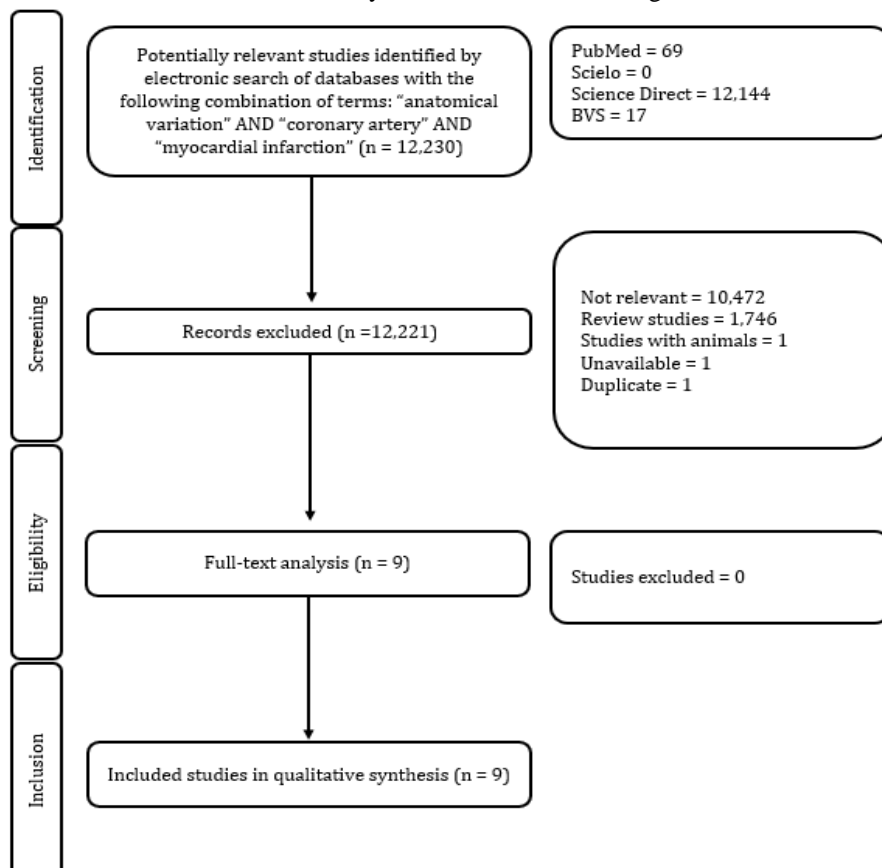 Identification
Potentially relevant studies identified by
electronic search of databases with the
following combination of terms: “anatomical
variation” AND “coronary artery” AND
“myocardial infarction” (n = 12,230)
PubMed = 69
Scielo = 0
Science Direct = 12,144
BVS = 17
Screening
Records excluded (n =12,221)
Not relevant = 10,472
Review studies = 1,746
Studies with animals = 1
Unavailable = 1
Duplicate = 1
Eligibility
Full-text analysis (n = 9)
Studies excluded = 0
Inclusion
Included studies in qualitative synthesis (n = 9)